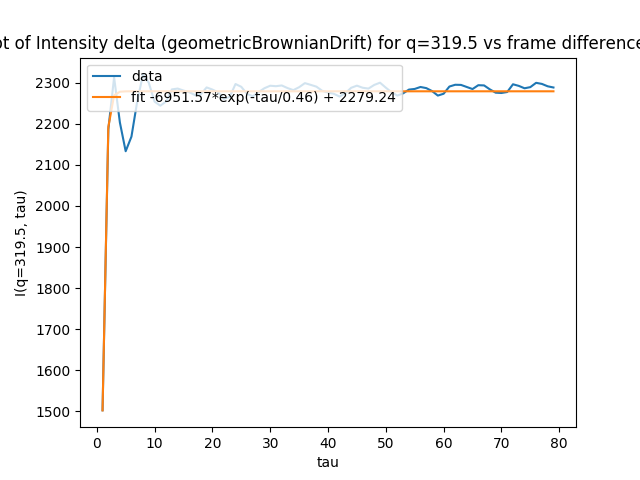 ot of Intensity delta (geometricBrownianDrift) for q=319.5 vs frame difference
data
fit -6951.57*exp(-tau/0.46) + 2279.24
2300
2200
2100
2000
1900
1800
1700
1600
1500
I(q=319.5, tau)
0 10 20 30 40 50 60 70 80
tau